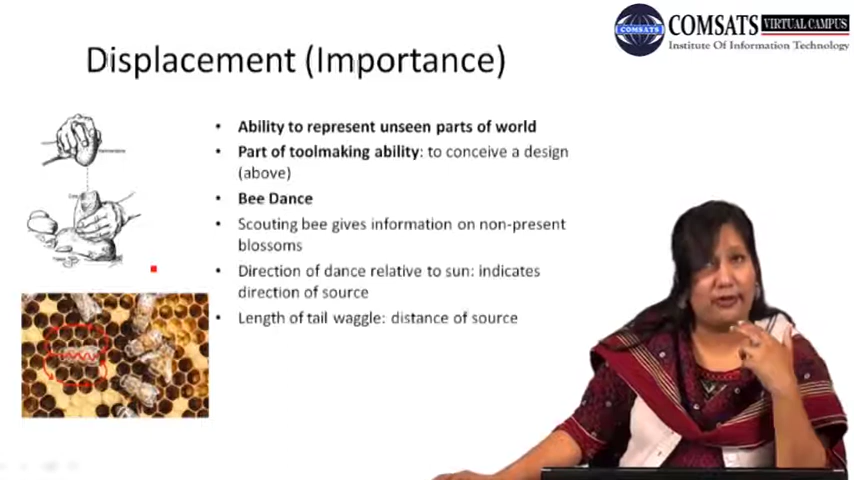 COMSATS
COMSATS VIRTUAL CAMPUS
Institute Of Information Technology
Displacement (Importance)
• Ability to represent unseen parts of world
• Part of toolmaking ability: to conceive a design
(above)
• Bee Dance
• Scouting bee gives information on non-present
blossoms
• Direction of dance relative to sun: indicates
direction of source
• Length of tail waggle: distance of source